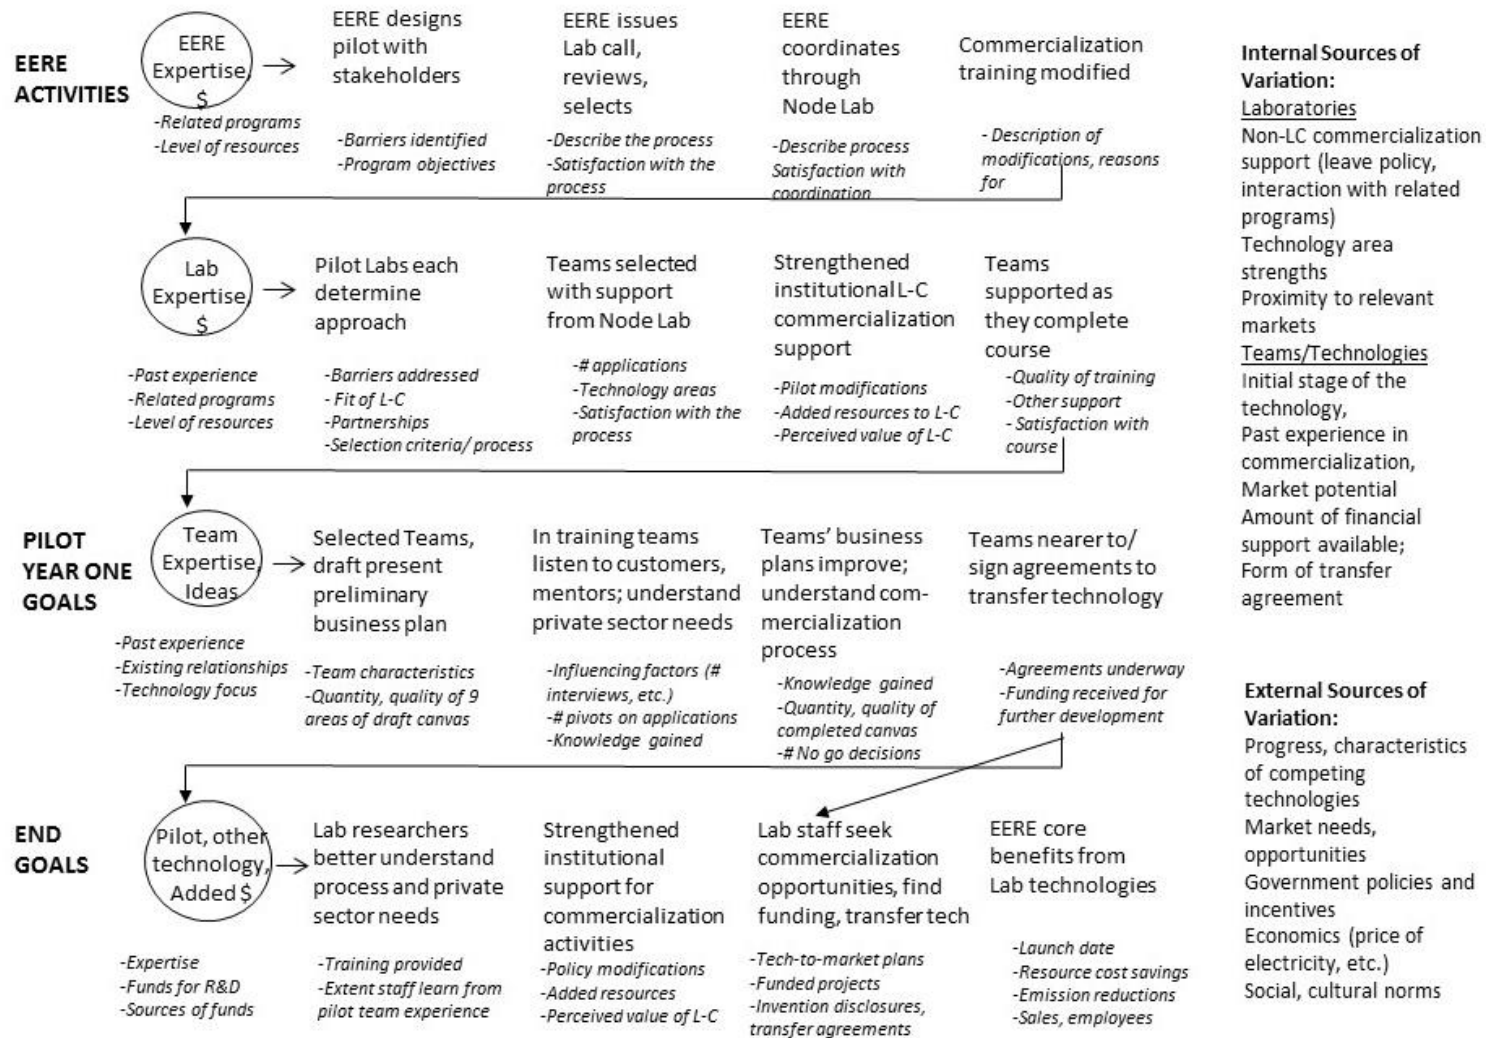 EERE
ACTIVITIES
EERE
Expertise,
$
-Related programs
-Level of resources
EERE designs
pilot with
stakeholders
-Barriers identified
-Program objectives
EERE issues
Lab call,
reviews,
selects
-Describe the process
-Satisfaction with the
process
EERE
coordinates
through
Node Lab
-Describe process
Satisfaction with
coordination
Commercialization
training modified
- Description of
modifications, reasons
for
Lab
Expertise,
$
-Past experience
-Related programs
-Level of resources
Pilot Labs each
determine
approach
-Barriers addressed
- Fit of L-C
-Partnerships
-Selection criteria/ process
Teams selected
with support
from Node Lab
-# applications
-Technology areas
-Satisfaction with the
process
Strengthened
institutional L-C
commercialization
support
-Pilot modifications
-Added resources to L-C
-Perceived value of L-C
Teams
supported as
they complete
course
-Quality of training
-Other support
- Satisfaction with
course
PILOT
YEAR ONE
GOALS
Team
Expertise,
Ideas
-Past experience
-Existing relationships
-Technology focus
Selected Teams,
draft present
preliminary
business plan
-Team characteristics
-Quantity, quality of 9
areas of draft canvas
In training teams
listen to customers,
mentors; understand
private sector needs
-Influencing factors (#
interviews, etc.)
-# pivots on applications
-Knowledge gained
Teams' business
plans improve;
understand com-
mercialization
process
-Knowledge gained
-Quantity, quality of
completed canvas
-# No go decisions
Teams nearer to/
sign agreements to
transfer technology
-Agreements underway
-Funding received for
further development
END
GOALS
Pilot, other
technology,
Added $
-Expertise
-Funds for R&D
-Sources of funds
Lab researchers
better understand
process and private
sector needs
-Training provided
-Extent staff learn from
pilot team experience
Strengthened
institutional
support for
commercialization
activities
-Policy modifications
-Added resources
-Perceived value of L-C
Lab staff seek
commercialization
opportunities, find
funding, transfer tech
-Tech-to-market plans
-Funded projects
-Invention disclosures,
transfer agreements
EERE core
benefits from
Lab technologies
-Launch date
-Resource cost savings
-Emission reductions
-Sales, employees
Internal Sources of
Variation:
Laboratories
Non-LC commercialization
support (leave policy,
interaction with related
programs)
Technology area
strengths
Proximity to relevant
markets
Teams/Technologies
Initial stage of the
technology,
Past experience in
commercialization,
Market potential
Amount of financial
support available;
Form of transfer
agreement
External Sources of
Variation:
Progress, characteristics
of competing
technologies
Market needs,
opportunities
Government policies and
incentives
Economics (price of
electricity, etc.)
Social, cultural norms